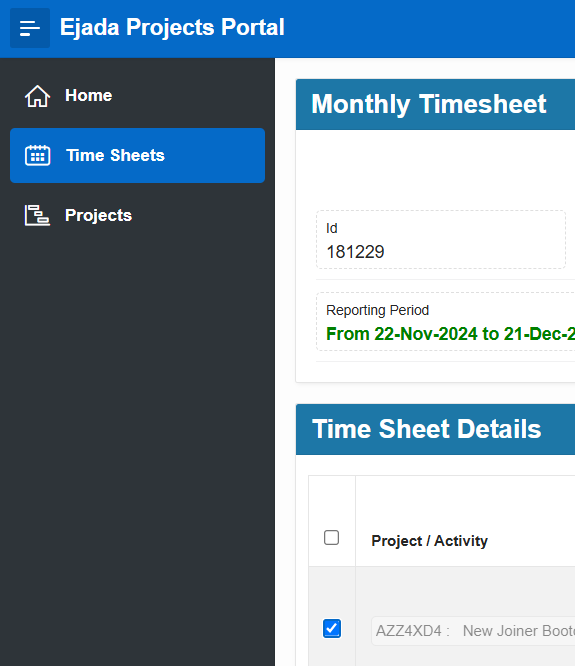 Ejada Projects Portal
Home
Time Sheets
Projects
Monthly Timesheet
Id
181229
Reporting Period
From 22-Nov-2024 to 21-Dec-2
Time Sheet Details
Project / Activity
AZZ4XD4 : New Joiner Boot